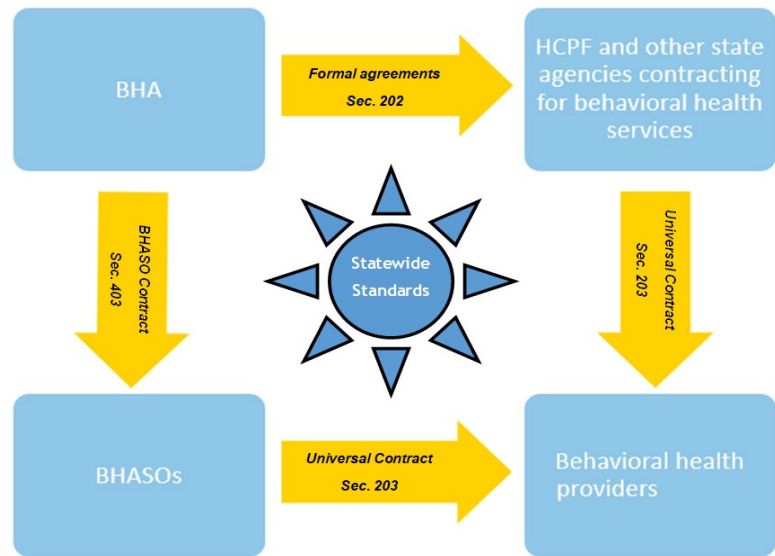 BHA
Formal agreements
Sec. 202
HCPF and other state
agencies contracting
for behavioral health
services
BHASO Contract
Sec. 403
Statewide
Standards
Universal Contract
Sec. 203
BHASOs
Universal Contract
Sec. 203
Behavioral health
providers